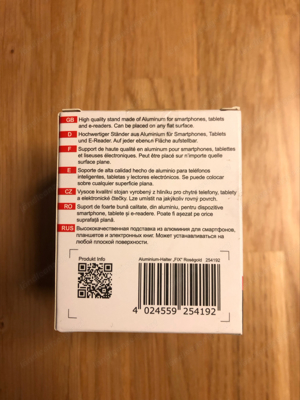 GB High quality stand made of Aluminum for smartphones, tablets
and e-readers. Can be placed on any flat surface.
D Hochwertiger Ständer aus Aluminium für Smartphones, Tablets
und E-Reader. Auf jeder ebenen Fläche aufstellbar.
F Support de haute qualité en aluminium pour smartphones, tablettes
et liseuses électroniques. Peut être placé sur n'importe quelle
surface plane.
E Soporte de alta calidad hecho de aluminio para teléfonos
inteligentes, tabletas y lectores electrónicos. Se puede colocar
sobre cualquier superficie plana.
CZ Vysoce kvalitní stojan vyrobený z hliníku pro chytré telefony, tablety
a elektronické čtečky. Lze umístit na jakýkoliv rovný povrch.
RO Suport de foarte bună calitate, din aluminiu, pentru dispozitive
smartphone, tablete și e-readere. Poate fi așezat pe orice
suprafață plană.
RUS Высококачественная подставка из алюминия для смартфонов,
планшетов и электронных книг. Может устанавливаться на
любой плоской поверхности.
Produkt Info
Aluminium-Halter „FIX“ Roségold 254192
4 024559 254192